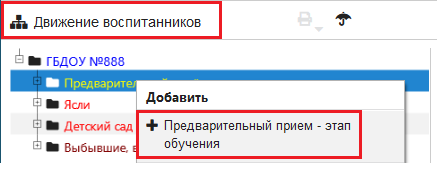 Движение воспитанников
ГБДОУ №888
Ясли
Детский сад
Выбывшие,
Добавить
Предварительный прием - этап
обучения